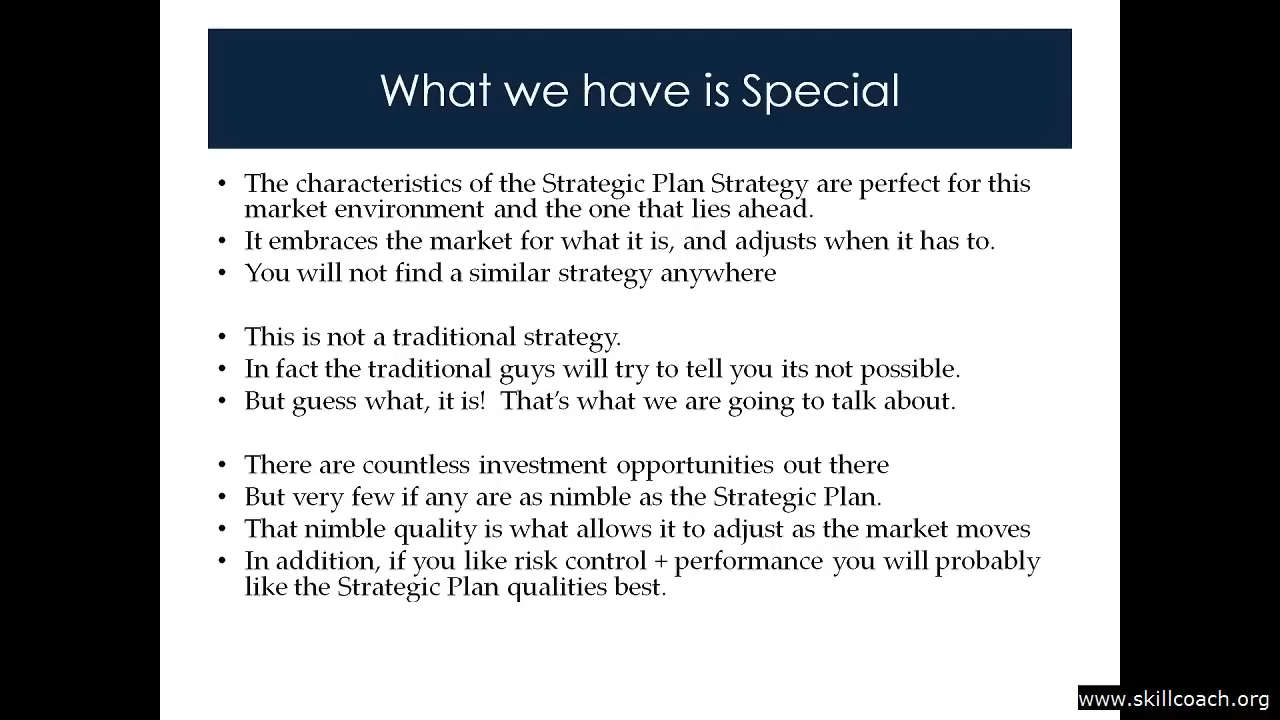 What we have is Special
• The characteristics of the Strategic Plan Strategy are perfect for this
market environment and the one that lies ahead.
• It embraces the market for what it is, and adjusts when it has to.
• You will not find a similar strategy anywhere
• This is not a traditional strategy.
• In fact the traditional guys will try to tell you its not possible.
• But guess what, it is!  That’s what we are going to talk about.
• There are countless investment opportunities out there
• But very few if any are as nimble as the Strategic Plan.
• That nimble quality is what allows it to adjust as the market moves
• In addition, if you like risk control + performance you will probably
like the Strategic Plan qualities best.
www.skillcoach.org